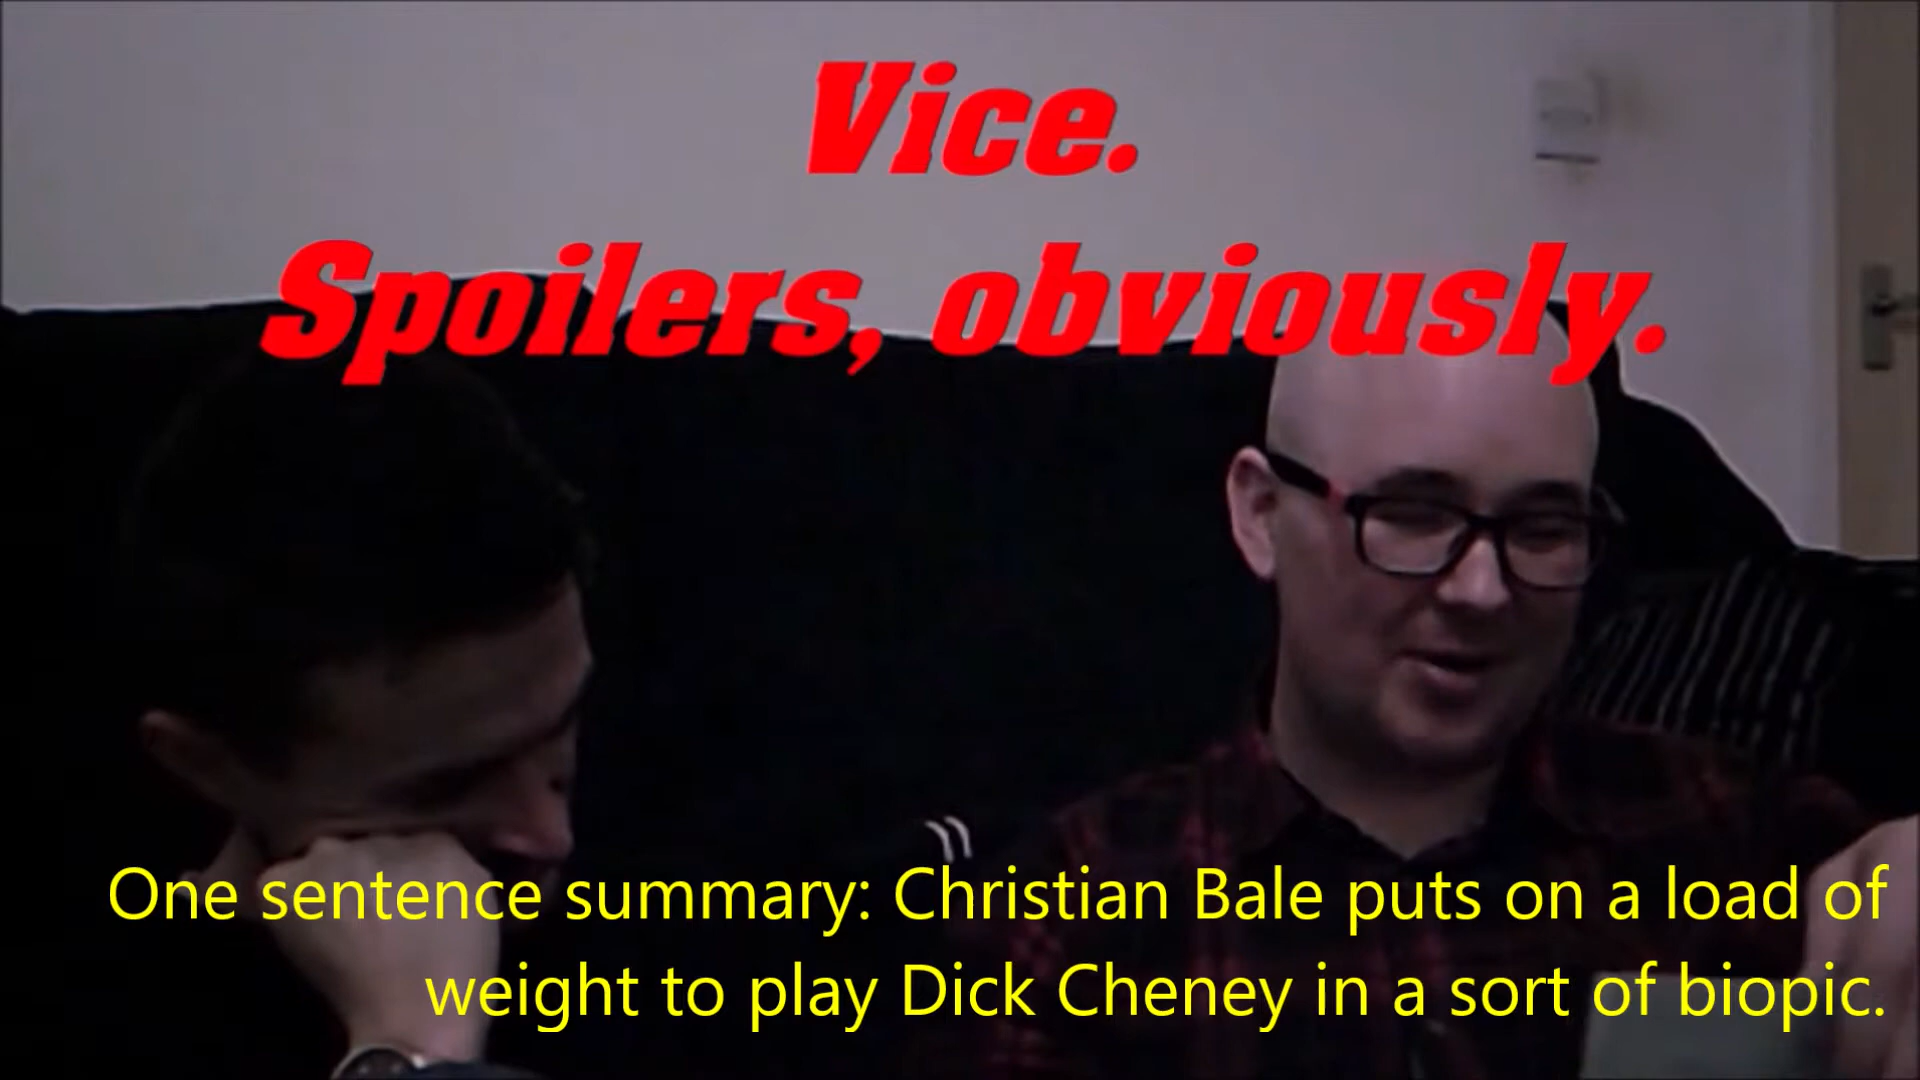 Vice.
Spoilers, obviously.
One sentence summary: Christian Bale puts on a load of
weight to play Dick Cheney in a sort of biopic.